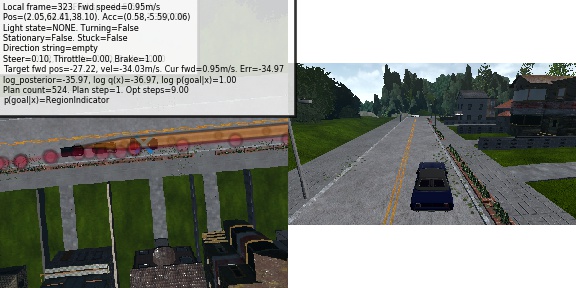 Local frame=323: Fwd speed=0.95m/s
Pos=(2.05,62.41,38.10). Acc=(0.58,-5.59,0.06)
Light state=NONE. Turning=False
Stationary=False. Stuck=False
Direction string=empty
Steer=0.10, Throttle=0.00, Brake=1.00
Target fwd pos=-27.22, vel=-34.03m/s. Cur fwd=0.95m/s. Err=-34.97
log_posterior=-35.97, log q(x)=-36.97, log p(goal|x)=1.00
Plan count=524. Plan step=1. Opt steps=9.00
p(goal|x)=RegionIndicator